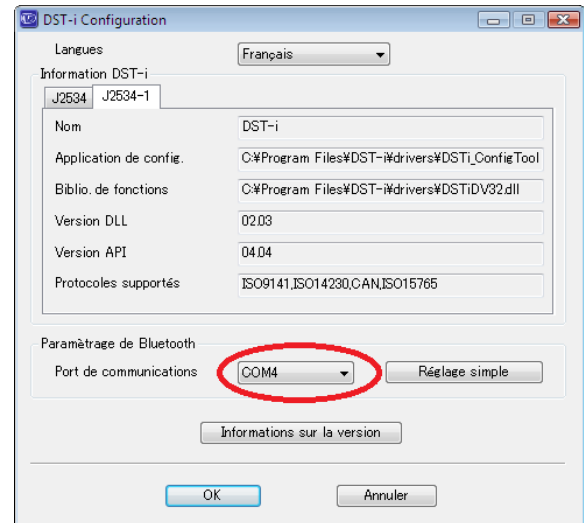 DST-i Configuration
Langues Français
Information DST-i
J2534 J2534-1
Nom DST-i
Application de config. C:¥Program Files¥DST-i¥drivers¥DSTi_ConfigTool
Biblio. de fonctions C:¥Program Files¥DST-i¥drivers¥DSTiDV32.dll
Version DLL 02.03
Version API 04.04
Protocoles supportés ISO9141,ISO14230,CAN,ISO15765
Paramètrage de Bluetooth
Port de communications COM4 Réglage simple
Informations sur la version
OK Annuler